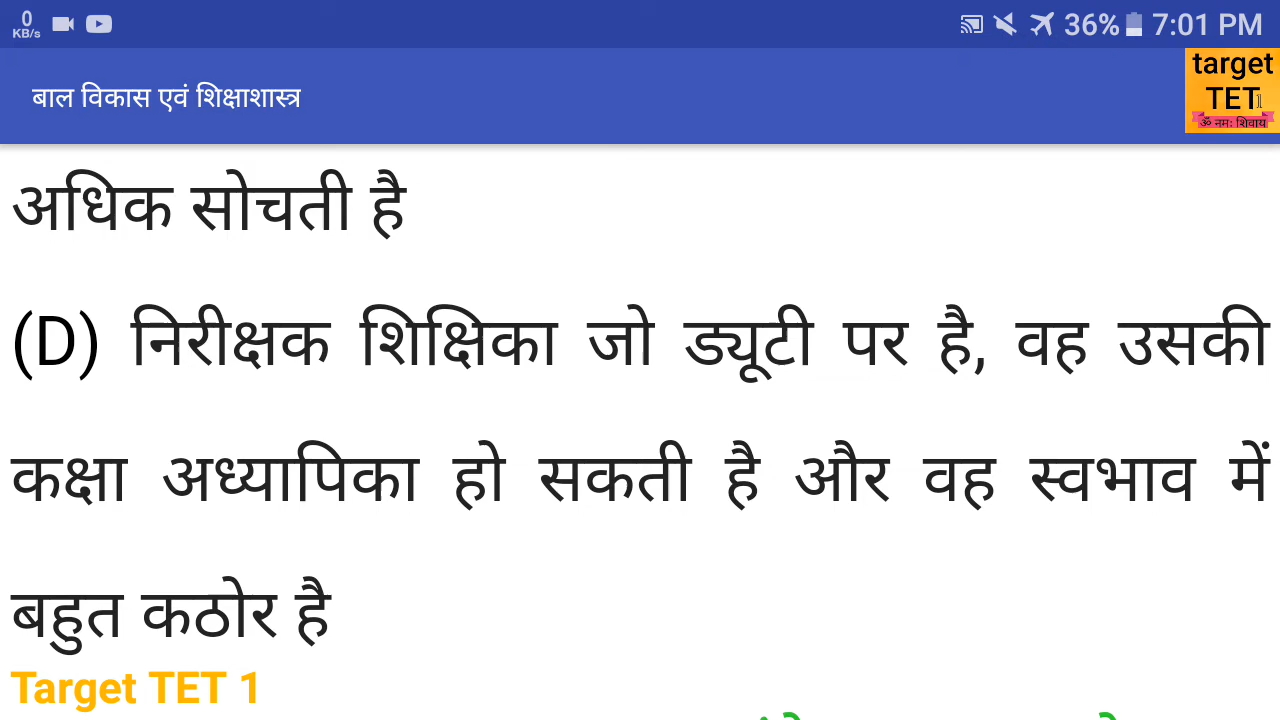 0
KB/s
36% 7:01 PM
बाल विकास एवं शिक्षाशास्त्र
target
TET1
ॐ नमः शिवाय
अधिक सोचती है
(D) निरीक्षक शिक्षिका जो ड्यूटी पर है, वह उसकी
कक्षा अध्यापिका हो सकती है और वह स्वभाव में
बहुत कठोर है
Target TET 1